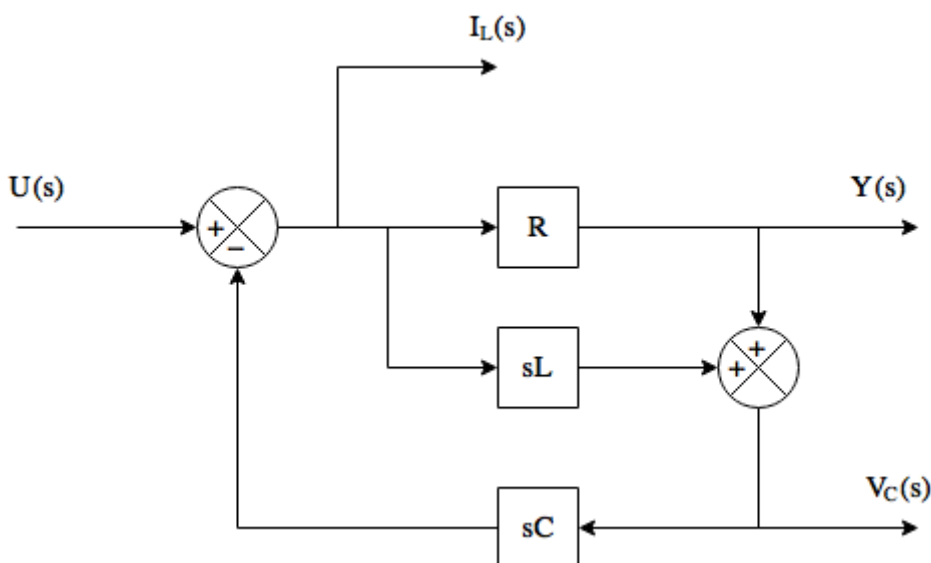 I_L(s)
U(s)
Y(s)
+
−
R
+
+
sL
V_C(s)
sC